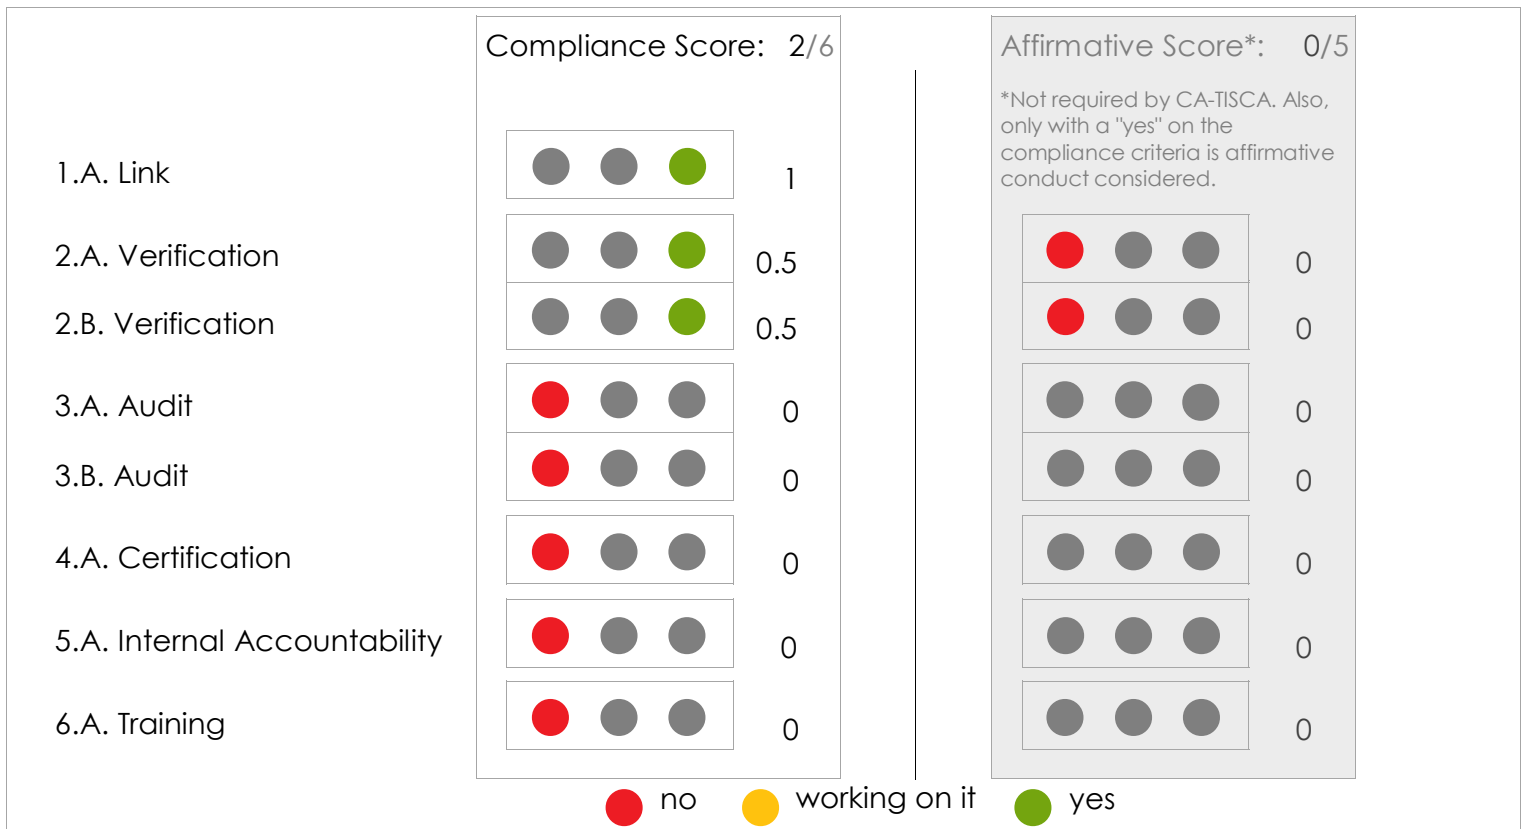 Compliance Score: 2/6
Affirmative Score*: 0/5
*Not required by CA-TISCA. Also,
only with a "yes" on the
compliance criteria is affirmative
conduct considered.
1.A. Link 1
2.A. Verification 0.5 0
2.B. Verification 0.5 0
3.A. Audit 0 0
3.B. Audit 0 0
4.A. Certification 0 0
5.A. Internal Accountability 0 0
6.A. Training 0 0
no working on it yes